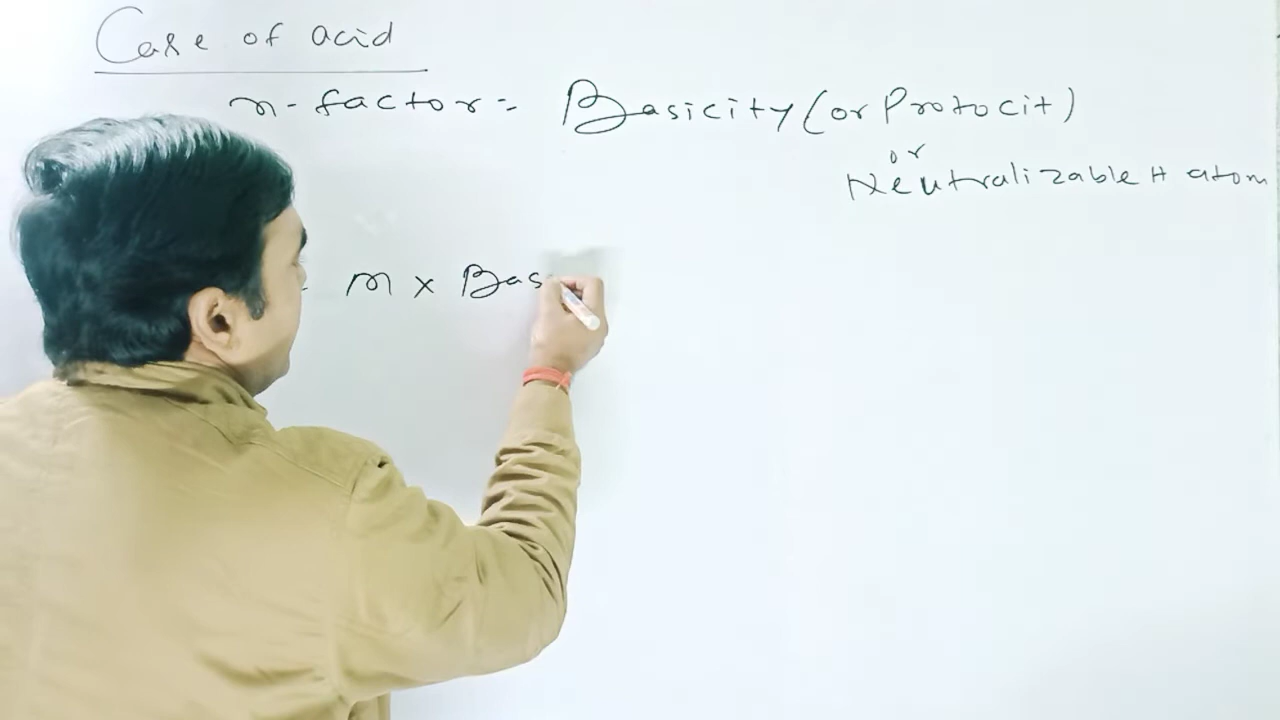 Case of acid
n-factor = Basicity (or Protocit)
or
Neutralizable H atom
= M x Bas